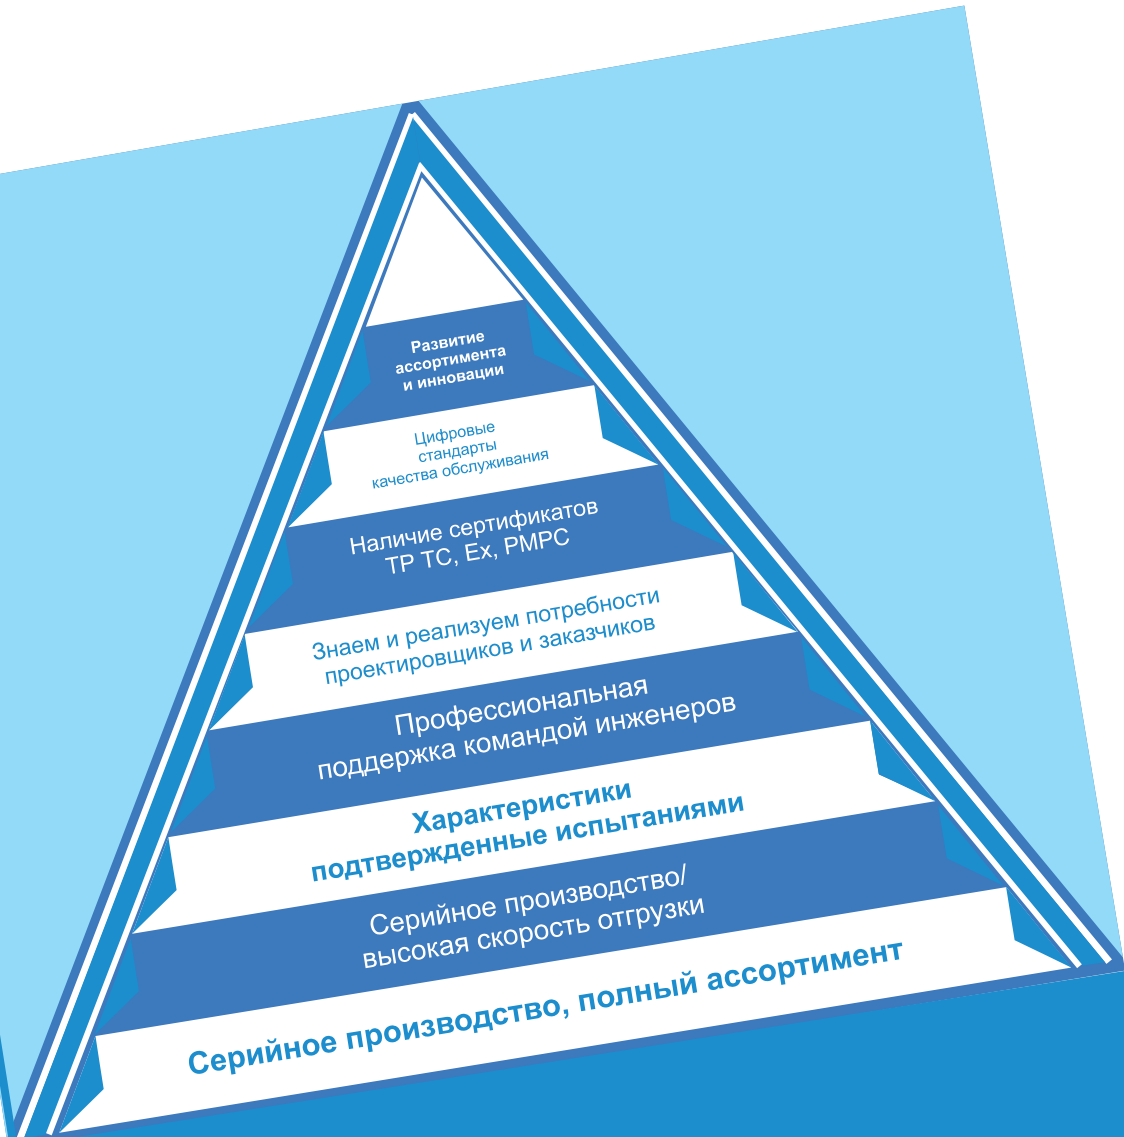 Развитие
ассортимента
и инновации
Цифровые
стандарты
качества обслуживания
Наличие сертификатов
ТР ТС, Ex, РМРС
Знаем и реализуем потребности
проектировщиков и заказчиков
Профессиональная
поддержка командой инженеров
Характеристики
подтвержденные испытаниями
Серийное производство/
высокая скорость отгрузки
Серийное производство, полный ассортимент